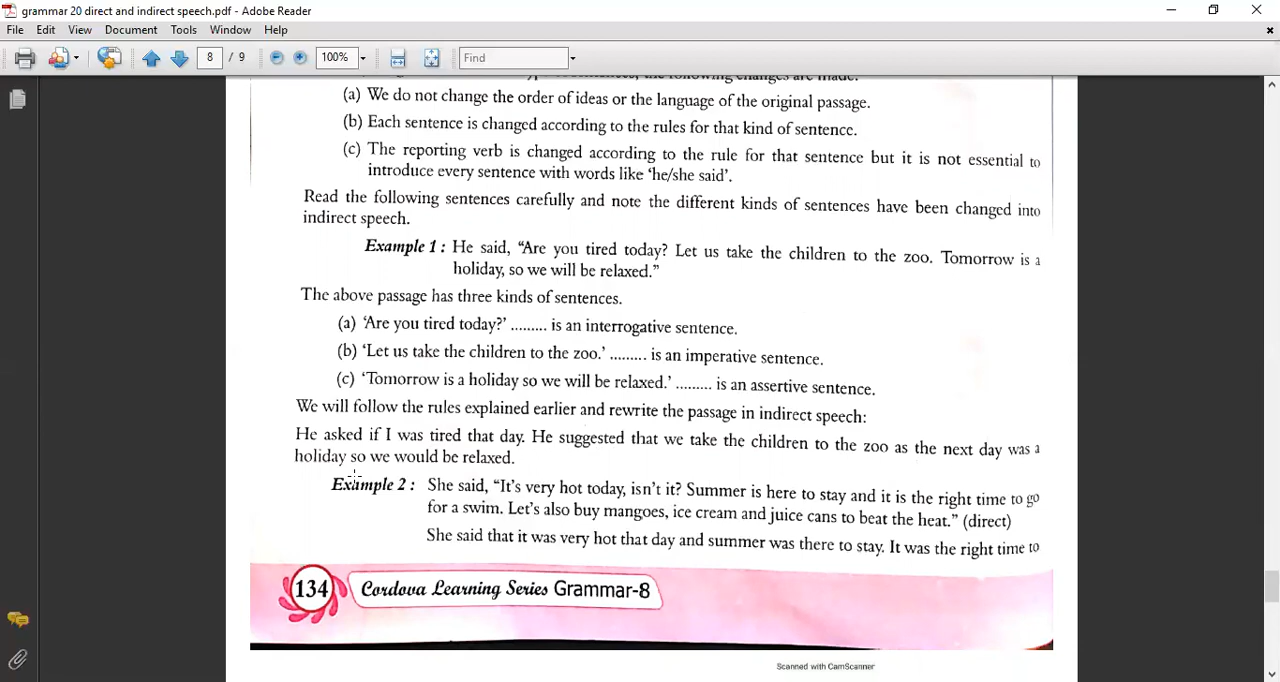 grammar 20 direct and indirect speech.pdf - Adobe Reader
File Edit View Document Tools Window Help
8 / 9 100% Find
the following changes are made:
(a) We do not change the order of ideas or the language of the original passage.
(b) Each sentence is changed according to the rules for that kind of sentence.
(c) The reporting verb is changed according to the rule for that sentence but it is not essential to
introduce every sentence with words like ‘he/she said’.
Read the following sentences carefully and note the different kinds of sentences have been changed into
indirect speech.
Example 1 : He said, “Are you tired today? Let us take the children to the zoo. Tomorrow is a
holiday, so we will be relaxed.”
The above passage has three kinds of sentences.
(a) ‘Are you tired today?’ ......... is an interrogative sentence.
(b) ‘Let us take the children to the zoo.’ ......... is an imperative sentence.
(c) ‘Tomorrow is a holiday so we will be relaxed.’ ......... is an assertive sentence.
We will follow the rules explained earlier and rewrite the passage in indirect speech:
He asked if I was tired that day. He suggested that we take the children to the zoo as the next day was a
holiday so we would be relaxed.
Example 2 : She said, “It’s very hot today, isn’t it? Summer is here to stay and it is the right time to go
for a swim. Let’s also buy mangoes, ice cream and juice cans to beat the heat.” (direct)
She said that it was very hot that day and summer was there to stay. It was the right time to
134 Cordova Learning Series Grammar-8
Scanned with CamScanner